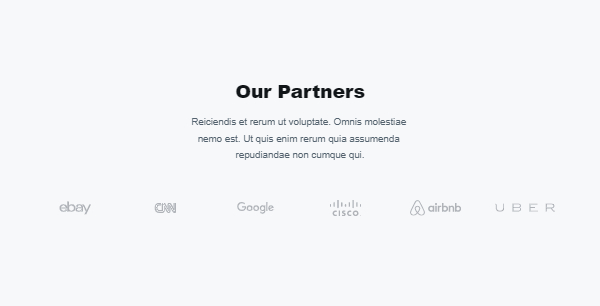 Our Partners
Reiciendis et rerum ut voluptate. Omnis molestiae
nemo est. Ut quis enim rerum quia assumenda
repudiandae non cumque qui.
ebay CNN Google CISCO airbnb UBER